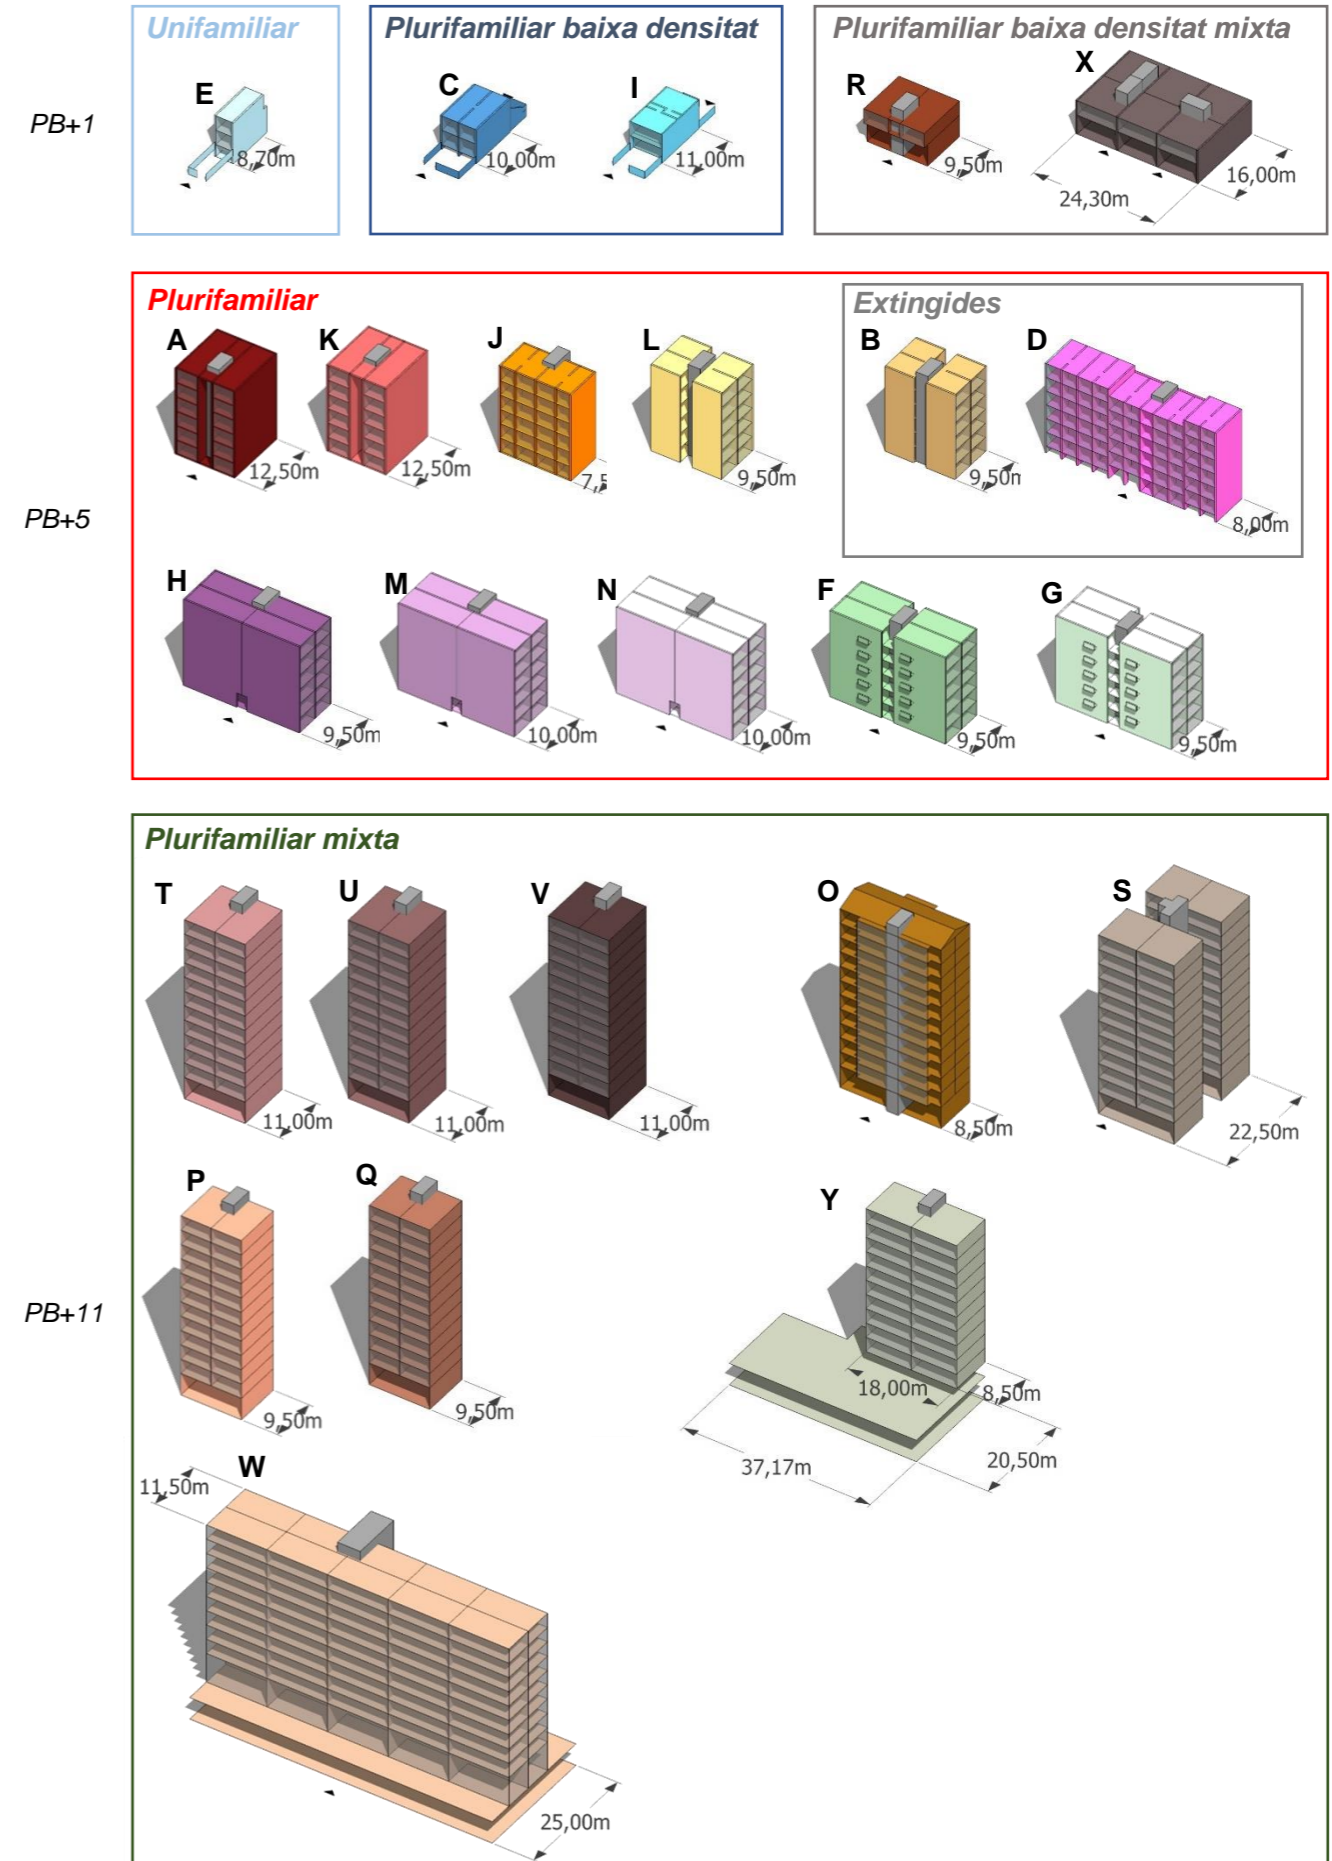 Unifamiliar
Plurifamiliar baixa densitat
Plurifamiliar baixa densitat mixta
PB+1
E
C
I
R
X
8,70m
10,00m
11,00m
9,50m
16,00m
24,30m
Plurifamiliar
Extingides
A
K
J
L
B
D
12,50m
12,50m
7,5
9,50m
9,50m
8,00m
PB+5
H
M
N
F
G
9,50m
10,00m
10,00m
9,50m
9,50m
Plurifamiliar mixta
T
U
V
O
S
11,00m
11,00m
11,00m
8,50m
22,50m
P
Q
Y
PB+11
9,50m
9,50m
18,00m
8,50m
37,17m
20,50m
W
11,50m
25,00m